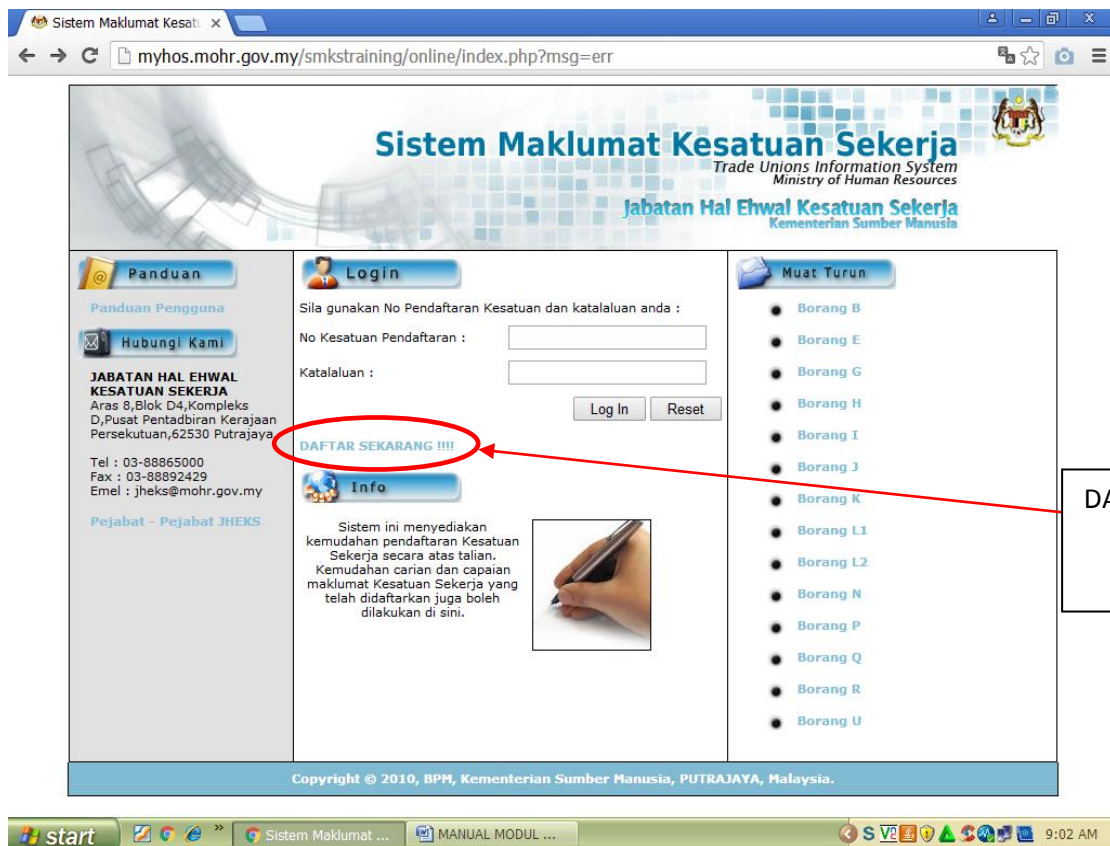 Sistem Maklumat Kesatu
myhos.mohr.gov.my/smkstraining/online/index.php?msg=err
Sistem Maklumat Kesatuan Sekerja
Trade Unions Information System
Ministry of Human Resources
Jabatan Hal Ehwal Kesatuan Sekerja
Kementerian Sumber Manusia
Panduan
Panduan Pengguna
Hubungi Kami
JABATAN HAL EHWAL
KESATUAN SEKERJA
Aras 8,Blok D4,Kompleks
D,Pusat Pentadbiran Kerajaan
Persekutuan,62530 Putrajaya
Tel : 03-88865000
Fax : 03-88892429
Emel : jheks@mohr.gov.my
Pejabat - Pejabat JHEKS
Login
Sila gunakan No Pendaftaran Kesatuan dan katalaluan anda :
No Kesatuan Pendaftaran :
Katalaluan :
Log In Reset
DAFTAR SEKARANG !!!!
Info
Sistem ini menyediakan
kemudahan pendaftaran Kesatuan
Sekerja secara atas talian.
Kemudahan carian dan capaian
maklumat Kesatuan Sekerja yang
telah didaftarkan juga boleh
dilakukan di sini.
Muat Turun
Borang B
Borang E
Borang G
Borang H
Borang I
Borang J
Borang K
Borang L1
Borang L2
Borang N
Borang P
Borang Q
Borang R
Borang U
DA
Copyright © 2010, BPM, Kementerian Sumber Manusia, PUTRAJAYA, Malaysia.
start Sistem Maklumat ... MANUAL MODUL ... 9:02 AM